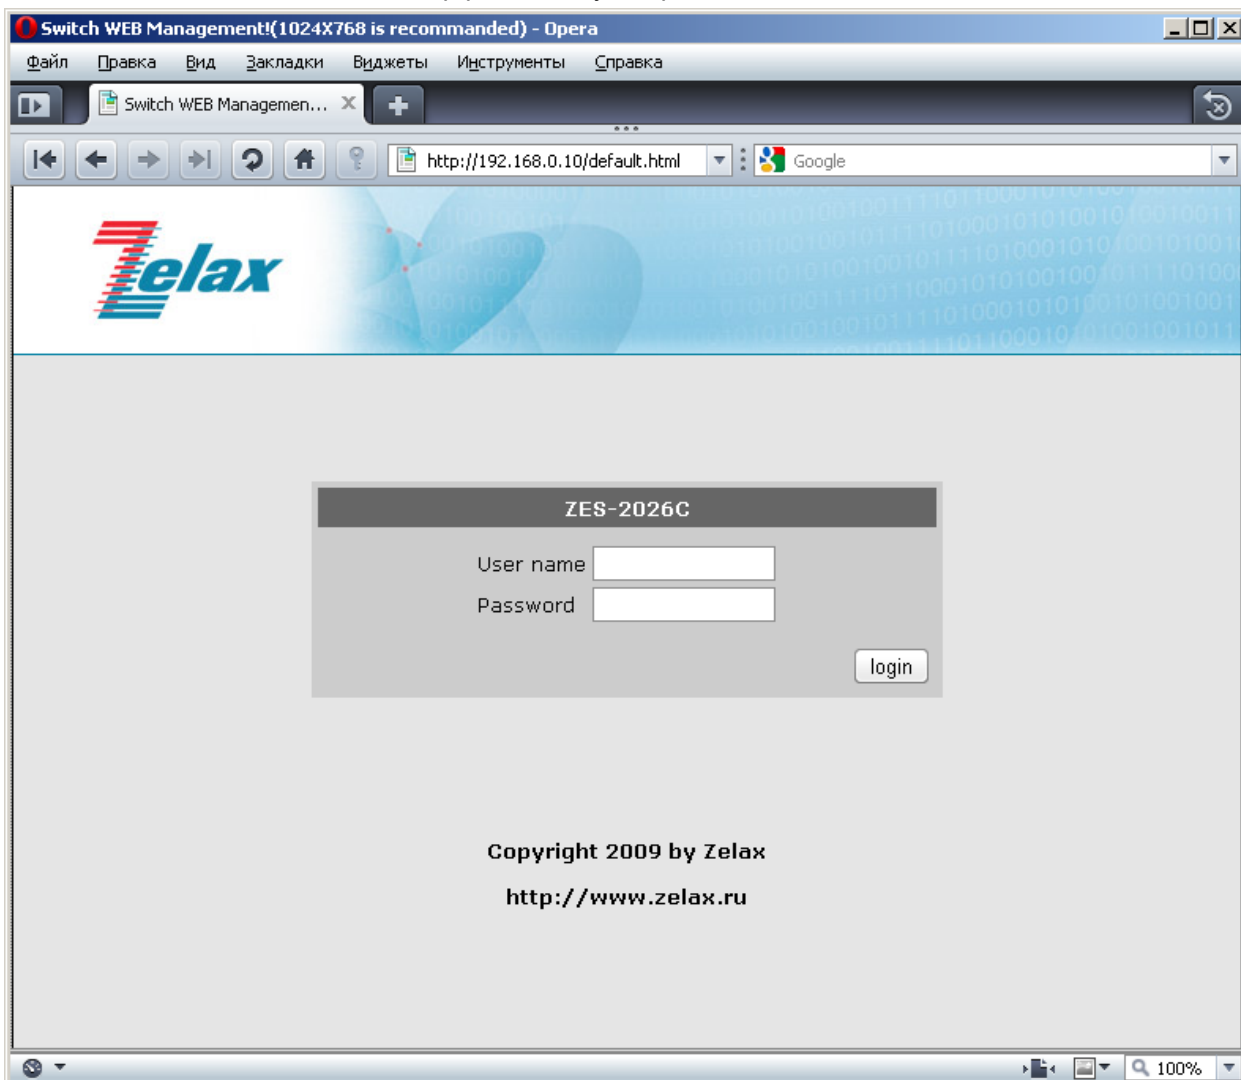 Switch WEB Management!(1024X768 is recommanded) - Opera
Файл Правка Вид Закладки Виджеты Инструменты Справка
Switch WEB Managemen...
http://192.168.0.10/default.html Google
Zelax
ZES-2026C
User name
Password
login
Copyright 2009 by Zelax
http://www.zelax.ru
100%